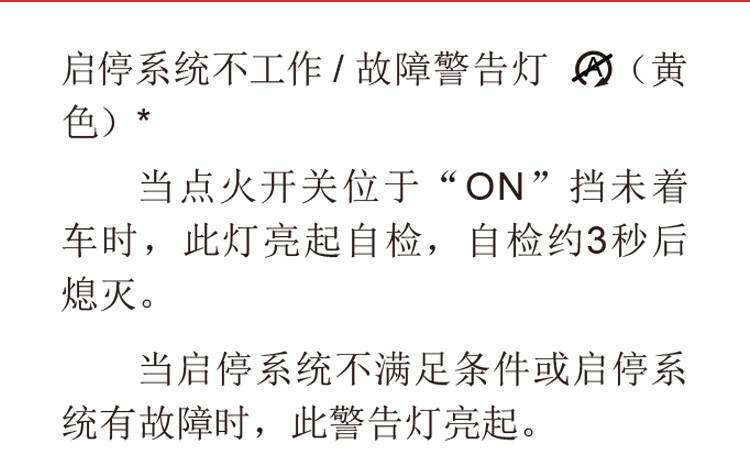 启停系统不工作 / 故障警告灯 （黄
色）*
当点火开关位于“ON”挡未着
车时，此灯亮起自检，自检约3秒后
熄灭。
当启停系统不满足条件或启停系
统有故障时，此警告灯亮起。